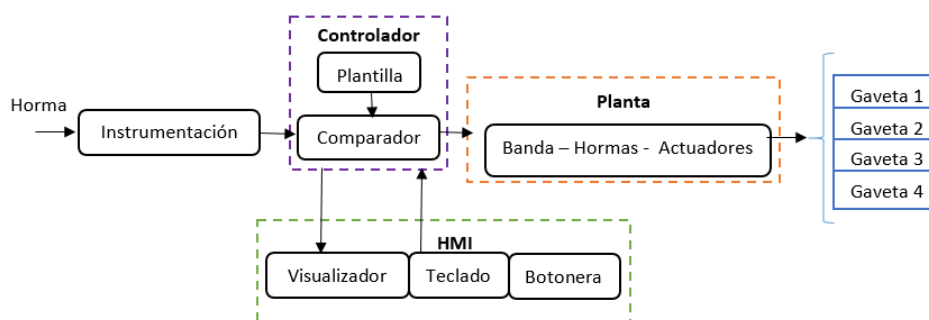 Controlador
Plantilla
Horma
Instrumentación
Comparador
Planta
Banda – Hormas - Actuadores
Gaveta 1
Gaveta 2
Gaveta 3
Gaveta 4
HMI
Visualizador
Teclado
Botonera